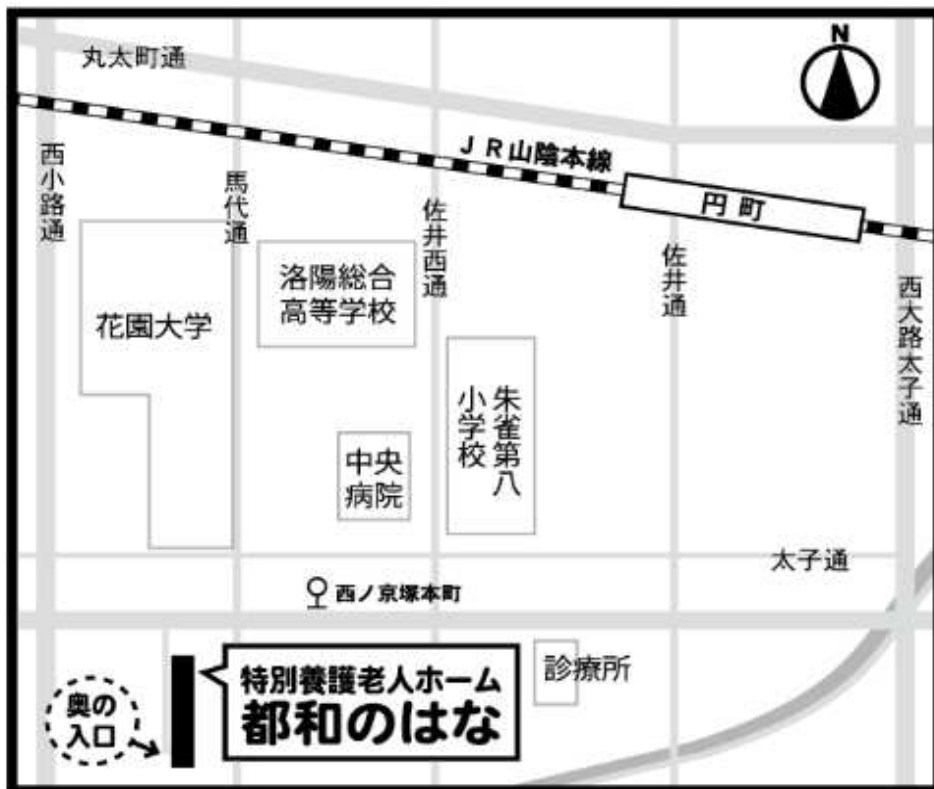 N
丸太町通
JR山陰本線
円町
西小路通
馬代通
佐井西通
佐井通
西大路太子通
花園大学
洛陽総合
高等学校
朱雀第八
小学校
中央
病院
太子通
西ノ京塚本町
特別養護老人ホーム
都和のはな
奥の
入口
診療所